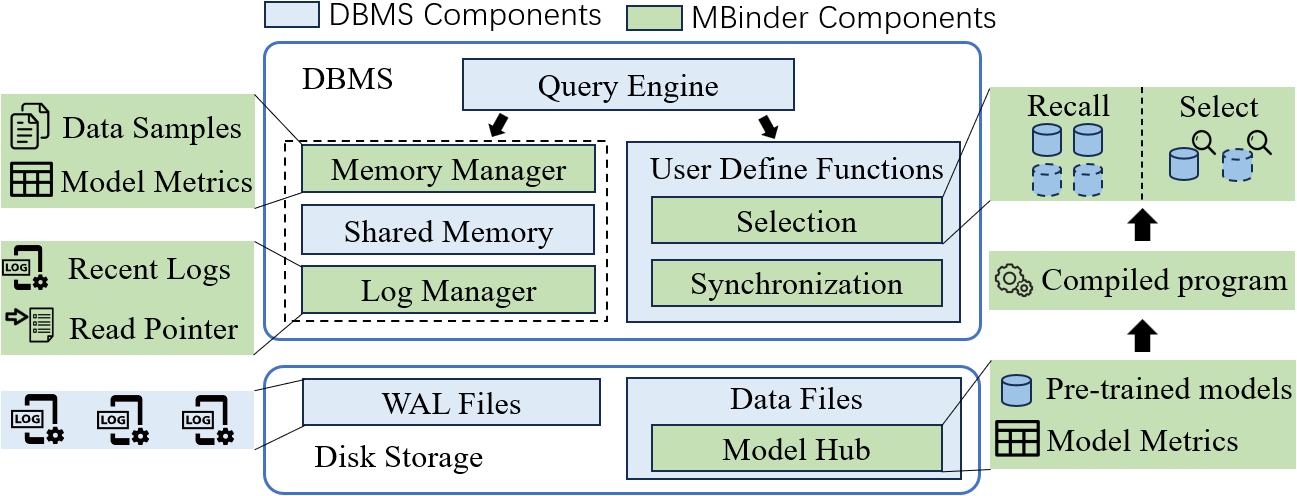 DBMS Components
MBinder Components
DBMS
Query Engine
Data Samples
Model Metrics
Memory Manager
Shared Memory
Log Manager
User Define Functions
Selection
Synchronization
Recall
Select
LOG
Recent Logs
Read Pointer
Compiled program
LOG
LOG
LOG
WAL Files
Disk Storage
Data Files
Model Hub
Pre-trained models
Model Metrics